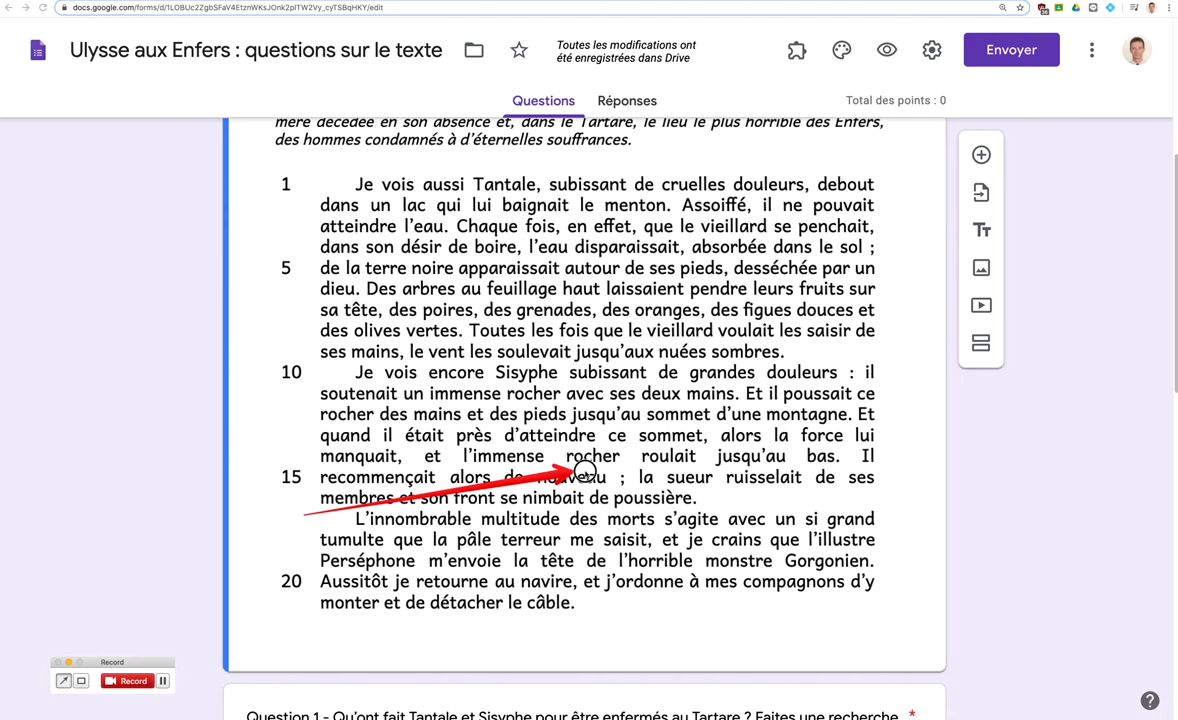 docs.google.com/forms/d/1LOBUc2ZgbSFaV4EtznWKsJOnk2pITW2Vy_cyTSBqHKY/edit
Ulysse aux Enfers : questions sur le texte
Toutes les modifications ont
été enregistrées dans Drive
Envoyer
Questions Réponses
Total des points : 0
mère décédée en son absence et, dans le Tartare, le lieu le plus horrible des Enfers,
des hommes condamnés à d'éternelles souffrances.
1 Je vois aussi Tantale, subissant de cruelles douleurs, debout
dans un lac qui lui baignait le menton. Assoiffé, il ne pouvait
atteindre l'eau. Chaque fois, en effet, que le vieillard se penchait,
dans son désir de boire, l'eau disparaissait, absorbée dans le sol ;
5 de la terre noire apparaissait autour de ses pieds, desséchée par un
dieu. Des arbres au feuillage haut laissaient pendre leurs fruits sur
sa tête, des poires, des grenades, des oranges, des figues douces et
des olives vertes. Toutes les fois que le vieillard voulait les saisir de
ses mains, le vent les soulevait jusqu'aux nuées sombres.
10 Je vois encore Sisyphe subissant de grandes douleurs : il
soutenait un immense rocher avec ses deux mains. Et il poussait ce
rocher des mains et des pieds jusqu'au sommet d'une montagne. Et
quand il était près d'atteindre ce sommet, alors la force lui
manquait, et l'immense rocher roulait jusqu'au bas. Il
15 recommençait alors de nouveau ; la sueur ruisselait de ses
membres et son front se nimbait de poussière.
L'innombrable multitude des morts s'agite avec un si grand
tumulte que la pâle terreur me saisit, et je crains que l'illustre
Perséphone m'envoie la tête de l'horrible monstre Gorgonien.
20 Aussitôt je retourne au navire, et j'ordonne à mes compagnons d'y
monter et de détacher le câble.
Record
Record
Question 1 - Qu'ont fait Tantale et Sisyphe pour être enfermés au Tartare ? Faites une recherche *